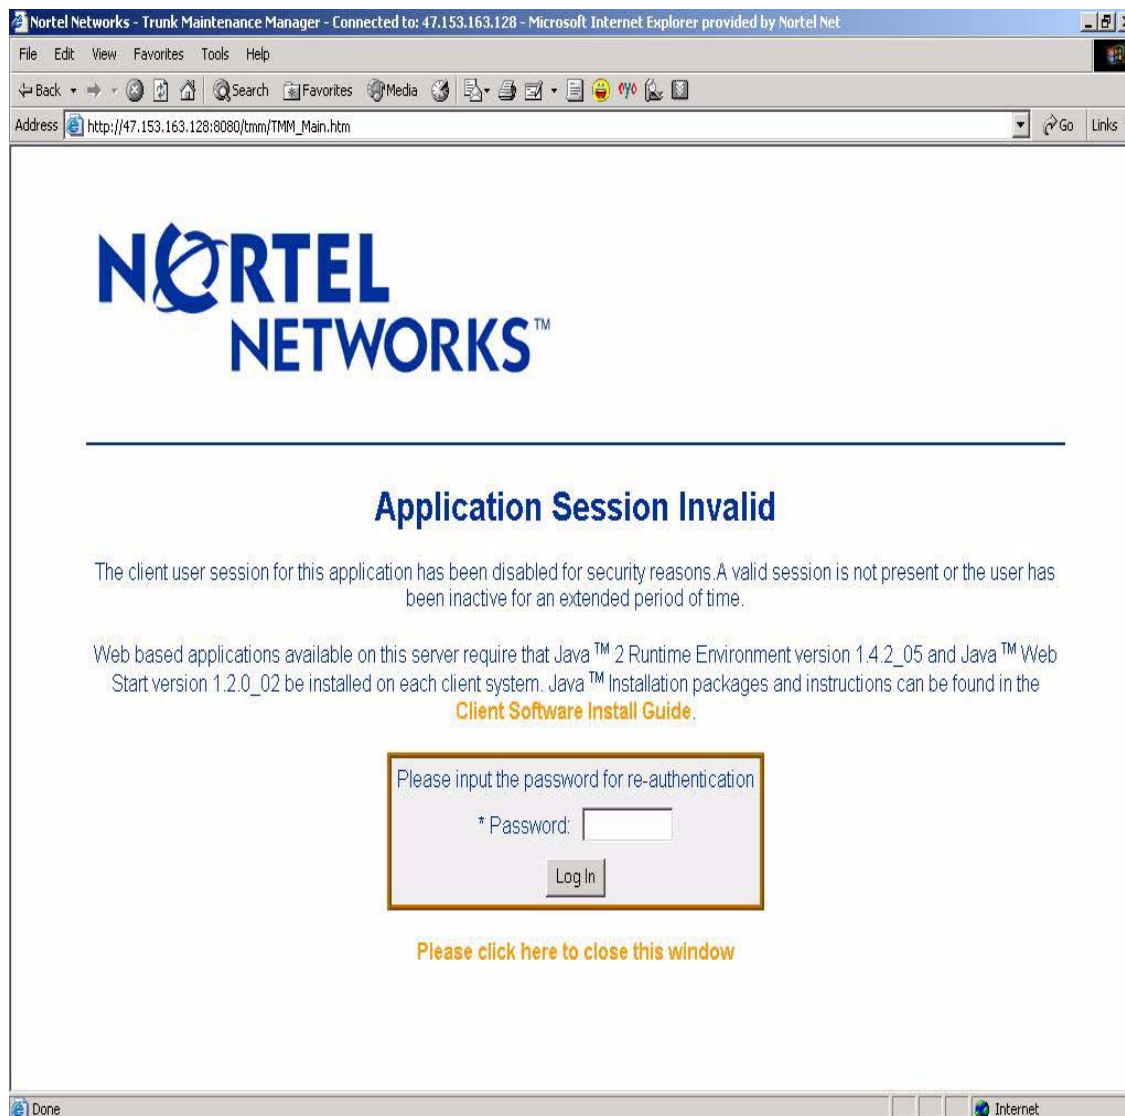 Nortel Networks - Trunk Maintenance Manager - Connected to: 47.153.163.128 - Microsoft Internet Explorer provided by Nortel Net
File Edit View Favorites Tools Help
Back Search Favorites Media
Address http://47.153.163.128:8080/tmm/TMM_Main.htm Go Links
NORTEL
NETWORKS™
Application Session Invalid
The client user session for this application has been disabled for security reasons.A valid session is not present or the user has
been inactive for an extended period of time.
Web based applications available on this server require that Java ™ 2 Runtime Environment version 1.4.2_05 and Java ™ Web
Start version 1.2.0_02 be installed on each client system. Java ™ Installation packages and instructions can be found in the
Client Software Install Guide.
Please input the password for re-authentication
* Password:
Log In
Please click here to close this window
Done Internet